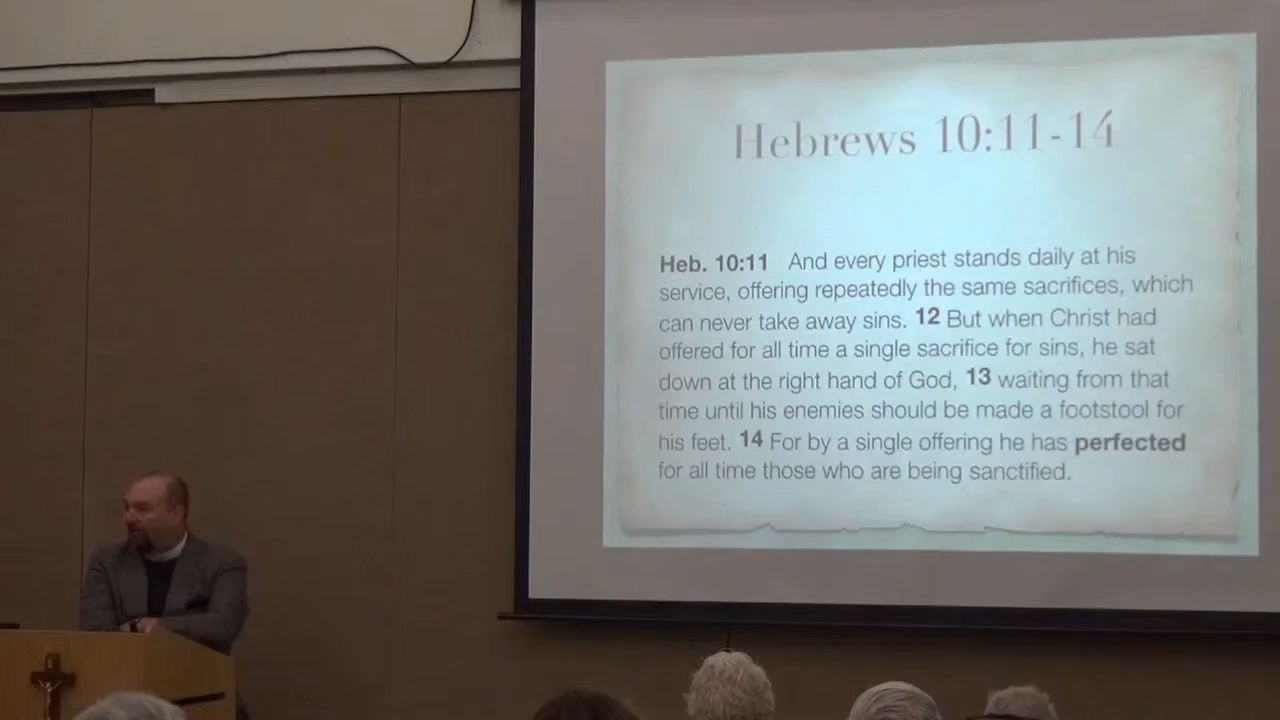 Hebrews 10:11-14
Heb. 10:11 And every priest stands daily at his
service, offering repeatedly the same sacrifices, which
can never take away sins. 12 But when Christ had
offered for all time a single sacrifice for sins, he sat
down at the right hand of God, 13 waiting from that
time until his enemies should be made a footstool for
his feet. 14 For by a single offering he has perfected
for all time those who are being sanctified.